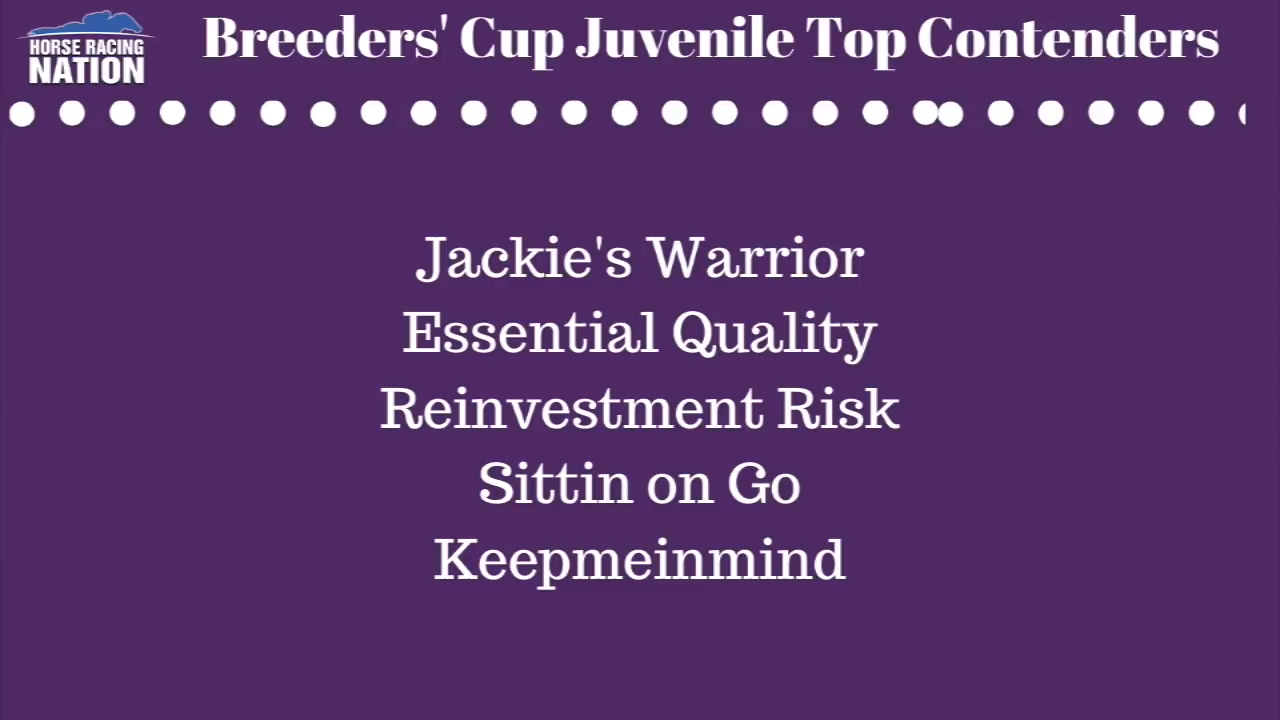 HORSE RACING
NATION
Breeders' Cup Juvenile Top Contenders
Jackie's Warrior
Essential Quality
Reinvestment Risk
Sittin on Go
Keepmeinmind